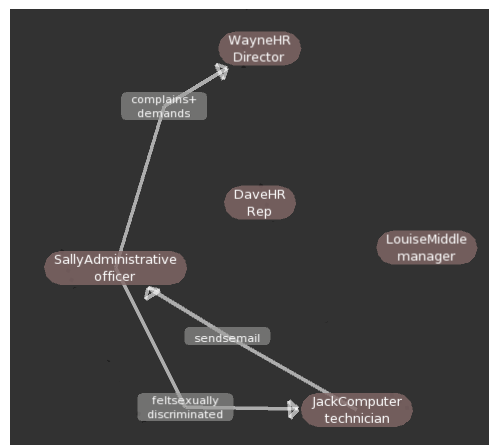 WayneHR
Director
complains+
demands
DaveHR
Rep
LouiseMiddle
manager
SallyAdministrative
officer
sendsemail
feltsexually
discriminated
JackComputer
technician